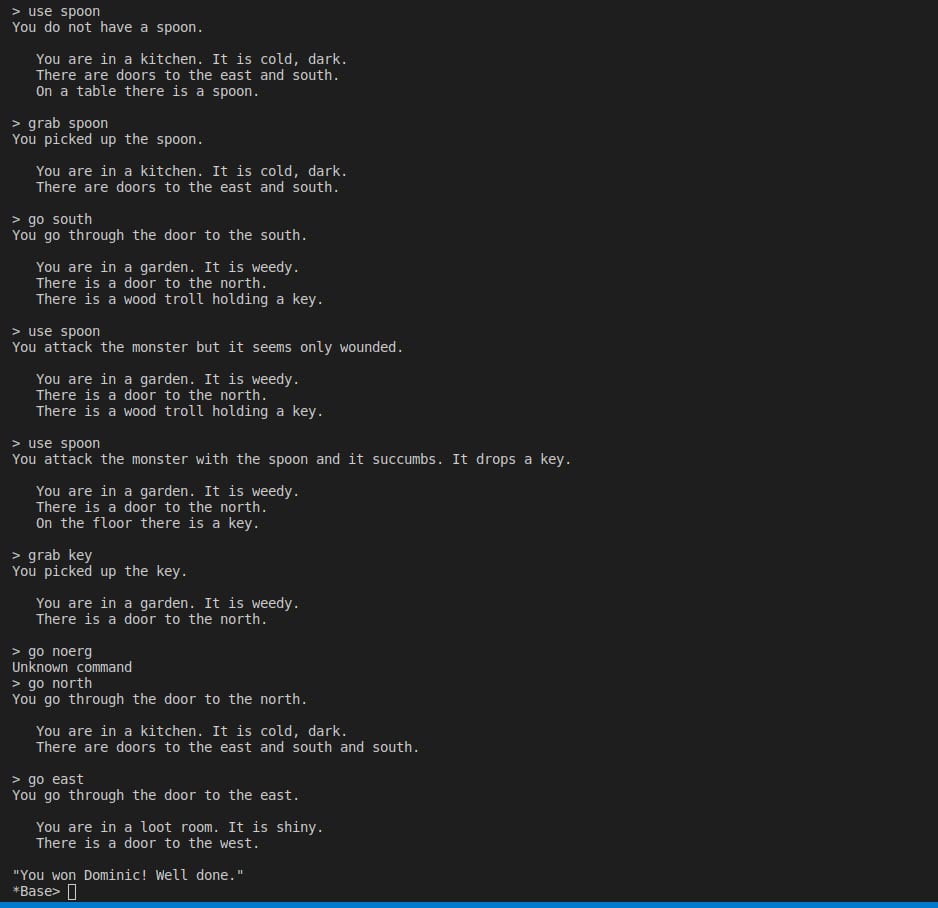 > use spoon
You do not have a spoon.
You are in a kitchen. It is cold, dark.
There are doors to the east and south.
On a table there is a spoon.
> grab spoon
You picked up the spoon.
You are in a kitchen. It is cold, dark.
There are doors to the east and south.
> go south
You go through the door to the south.
You are in a garden. It is weedy.
There is a door to the north.
There is a wood troll holding a key.
> use spoon
You attack the monster but it seems only wounded.
You are in a garden. It is weedy.
There is a door to the north.
There is a wood troll holding a key.
> use spoon
You attack the monster with the spoon and it succumbs. It drops a key.
You are in a garden. It is weedy.
There is a door to the north.
On the floor there is a key.
> grab key
You picked up the key.
You are in a garden. It is weedy.
There is a door to the north.
> go noerg
Unknown command
> go north
You go through the door to the north.
You are in a kitchen. It is cold, dark.
There are doors to the east and south and south.
> go east
You go through the door to the east.
You are in a loot room. It is shiny.
There is a door to the west.
"You won Dominic! Well done."
*Base>